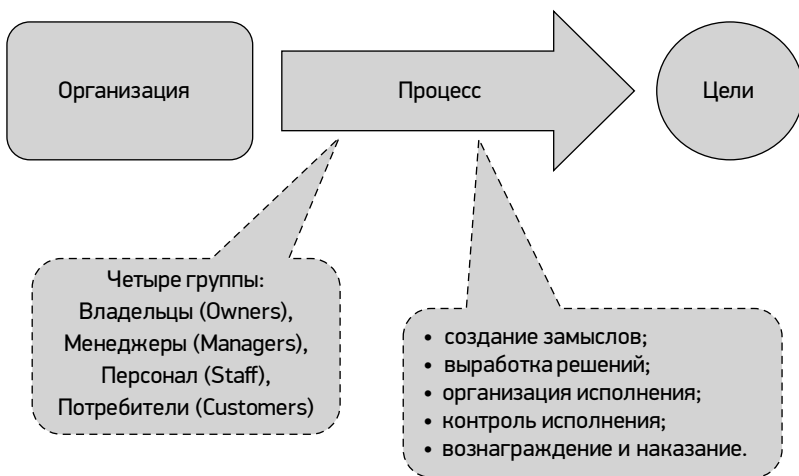 Организация
Процесс
Цели
Четыре группы:
Владельцы (Owners),
Менеджеры (Managers),
Персонал (Staff),
Потребители (Customers)
• создание замыслов;
• выработка решений;
• организация исполнения;
• контроль исполнения;
• вознаграждение и наказание.